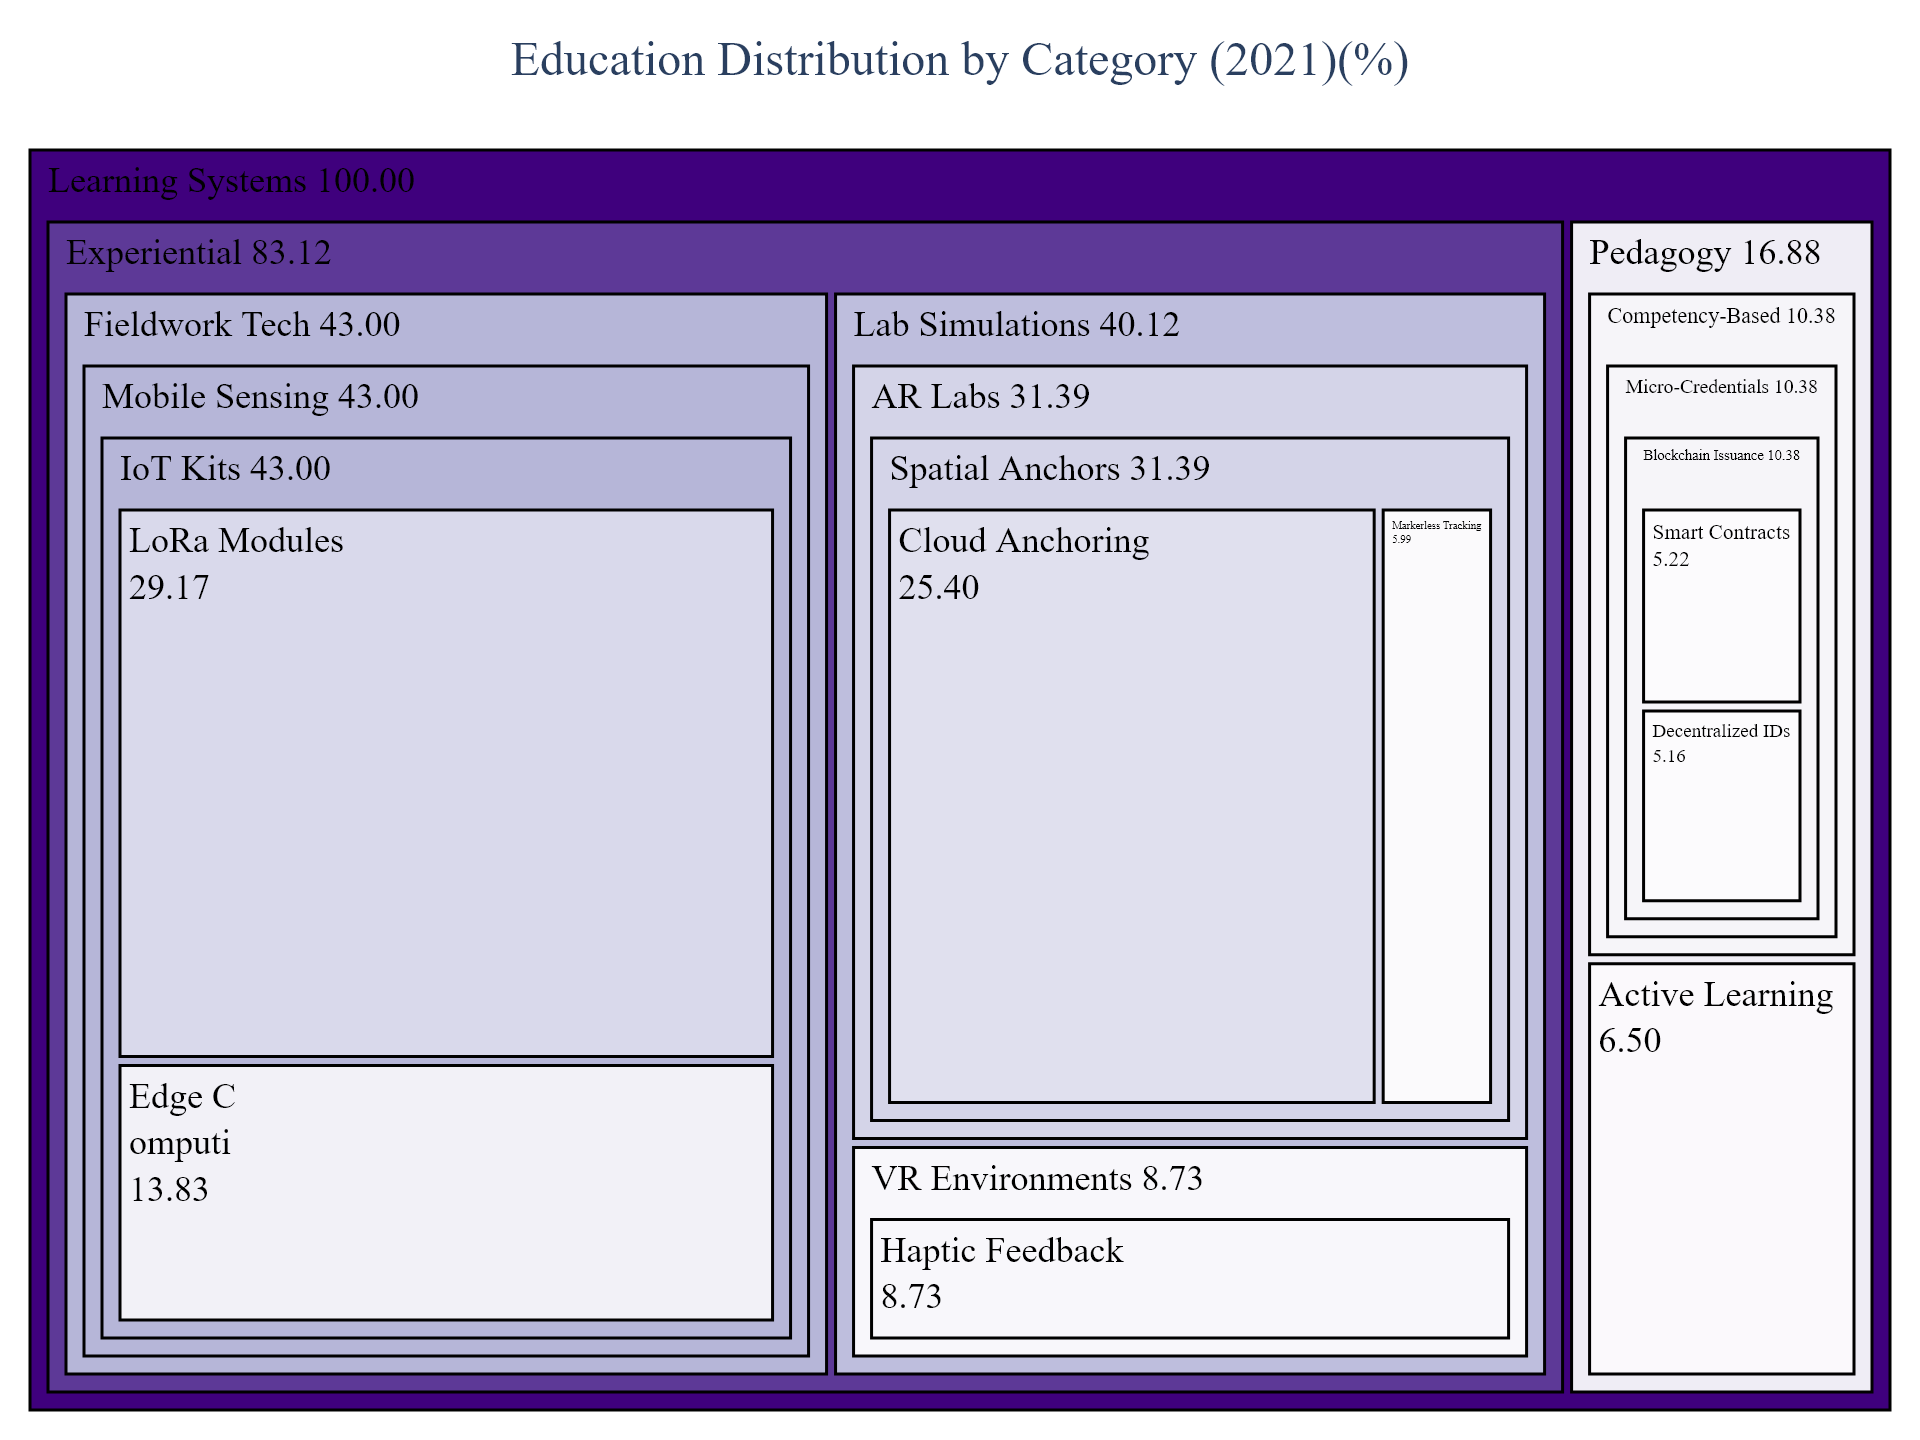 Education Distribution by Category (2021)(%)
Learning Systems 100.00
Experiential 83.12
Fieldwork Tech 43.00
Mobile Sensing 43.00
IoT Kits 43.00
LoRa Modules
29.17
Edge C
omputi
13.83
Lab Simulations 40.12
AR Labs 31.39
Spatial Anchors 31.39
Cloud Anchoring
25.40
Markerless Tracking
5.99
VR Environments 8.73
Haptic Feedback
8.73
Pedagogy 16.88
Competency-Based 10.38
Micro-Credentials 10.38
Blockchain Issuance 10.38
Smart Contracts
5.22
Decentralized IDs
5.16
Active Learning
6.50